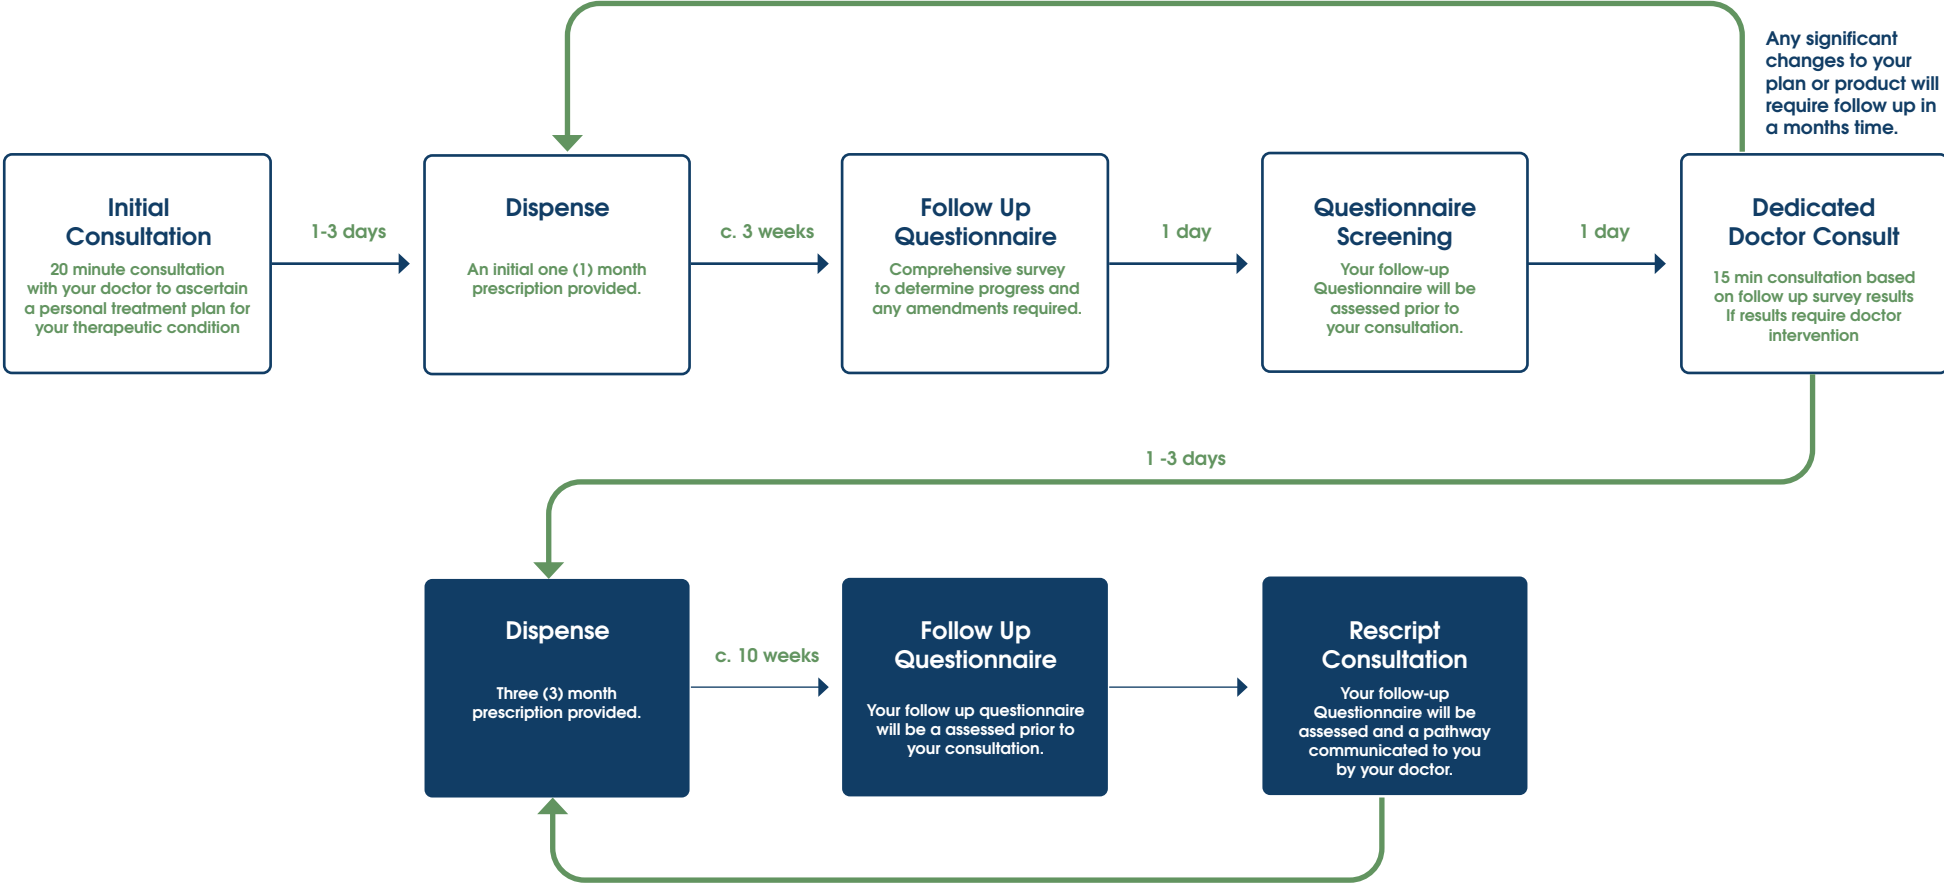 Any significant
changes to your
plan or product will
require follow up in
a months time.
Initial
Consultation
20 minute consultation
with your doctor to ascertain
a personal treatment plan for
your therapeutic condition
1-3 days
Dispense
An initial one (1) month
prescription provided.
c. 3 weeks
Follow Up
Questionnaire
Comprehensive survey
to determine progress and
any amendments required.
1 day
Questionnaire
Screening
Your follow-up
Questionnaire will be
assessed prior to
your consultation.
1 day
Dedicated
Doctor Consult
15 min consultation based
on follow up survey results
If results require doctor
intervention
1 -3 days
Dispense
Three (3) month
prescription provided.
c. 10 weeks
Follow Up
Questionnaire
Your follow up questionnaire
will be a assessed prior to
your consultation.
Rescript
Consultation
Your follow-up
Questionnaire will be
assessed and a pathway
communicated to you
by your doctor.